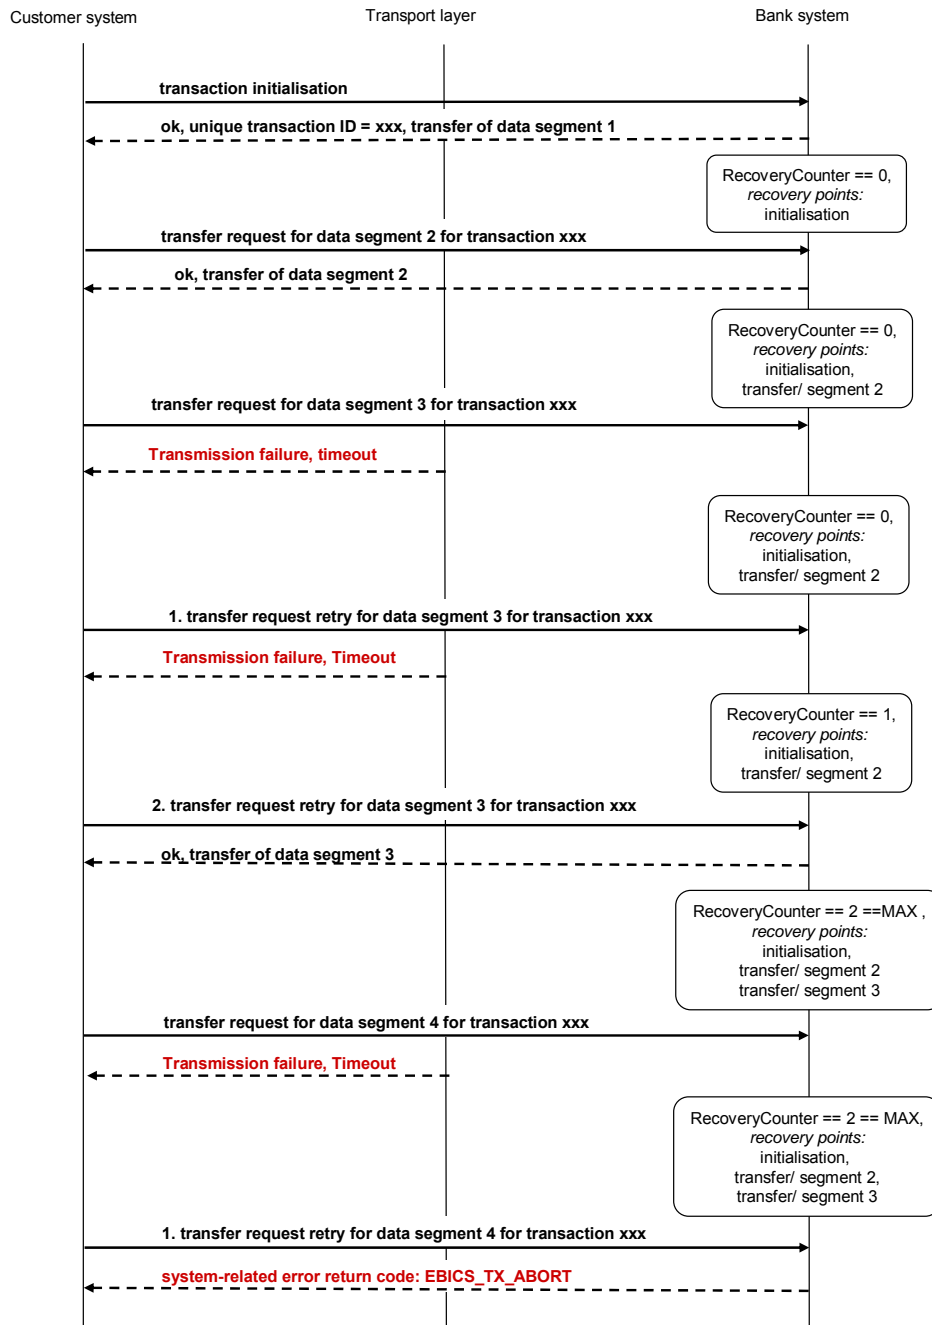 Customer system
Transport layer
Bank system
transaction initialisation
ok, unique transaction ID = xxx, transfer of data segment 1
RecoveryCounter == 0,
recovery points:
initialisation
transfer request for data segment 2 for transaction xxx
ok, transfer of data segment 2
RecoveryCounter == 0,
recovery points:
initialisation,
transfer/ segment 2
transfer request for data segment 3 for transaction xxx
Transmission failure, timeout
RecoveryCounter == 0,
recovery points:
initialisation,
transfer/ segment 2
1. transfer request retry for data segment 3 for transaction xxx
Transmission failure, Timeout
RecoveryCounter == 1,
recovery points:
initialisation,
transfer/ segment 2
2. transfer request retry for data segment 3 for transaction xxx
ok, transfer of data segment 3
RecoveryCounter == 2 ==MAX ,
recovery points:
initialisation,
transfer/ segment 2
transfer/ segment 3
transfer request for data segment 4 for transaction xxx
Transmission failure, Timeout
RecoveryCounter == 2 == MAX,
recovery points:
initialisation,
transfer/ segment 2,
transfer/ segment 3
1. transfer request retry for data segment 4 for transaction xxx
system-related error return code: EBICS_TX_ABORT